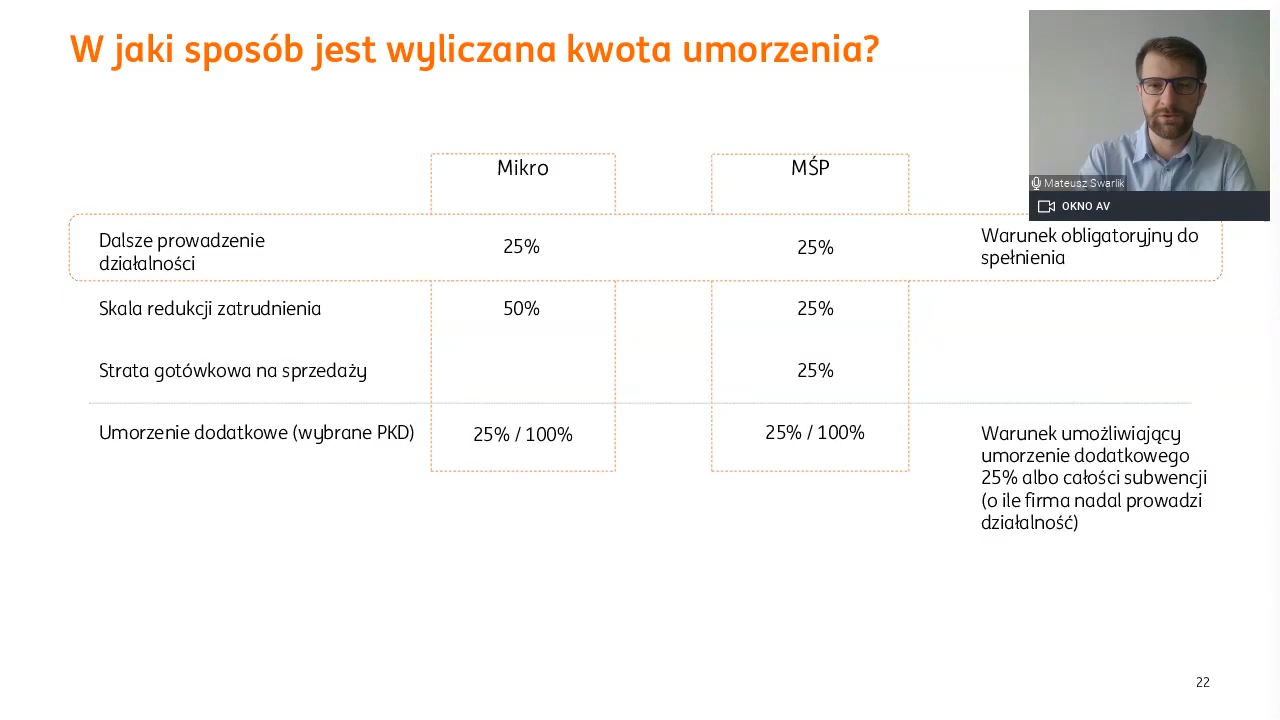 W jaki sposób jest wyliczana kwota umorzenia?
Mateusz Swarlik
OKNO AV
Mikro
MŚP
Dalsze prowadzenie
działalności
25%
25%
Warunek obligatoryjny do
spełnienia
Skala redukcji zatrudnienia
50%
25%
Strata gotówkowa na sprzedaży
25%
Umorzenie dodatkowe (wybrane PKD)
25% / 100%
25% / 100%
Warunek umożliwiający
umorzenie dodatkowego
25% albo całości subwencji
(o ile firma nadal prowadzi
działalność)
22